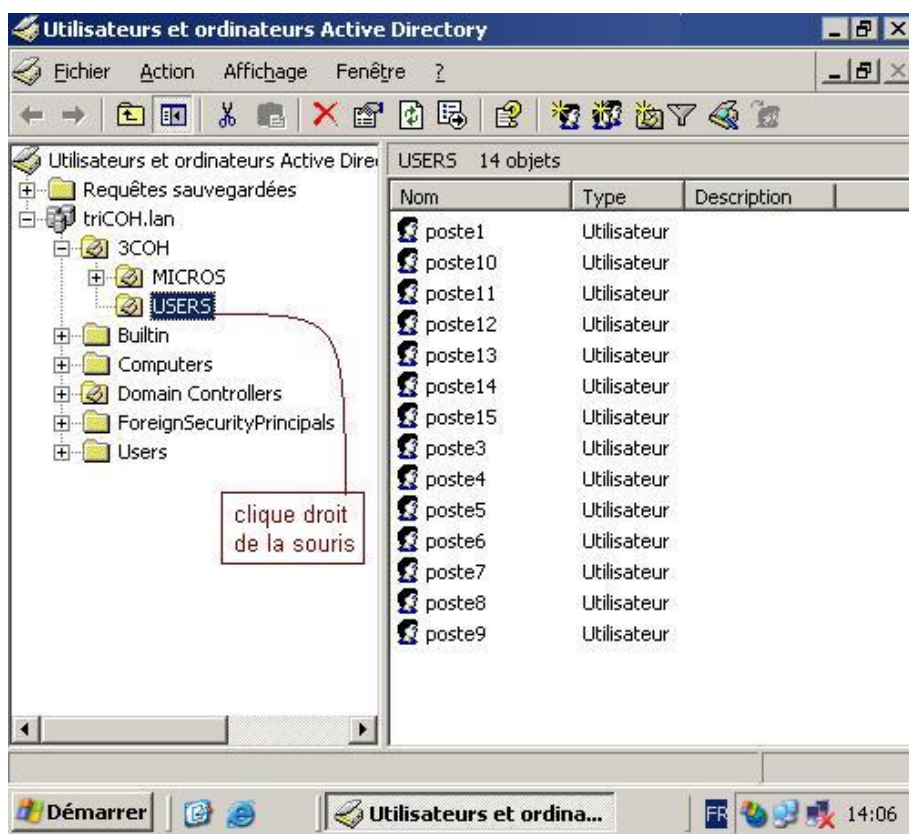 Utilisateurs et ordinateurs Active Directory
Fichier Action Affichage Fenêtre ?
Utilisateurs et ordinateurs Active Dire
Requêtes sauvegardées
triCOH.lan
3COH
MICROS
USERS
Builtin
Computers
Domain Controllers
ForeignSecurityPrincipals
Users
clique droit
de la souris
USERS 14 objets
Nom Type Description
poste1 Utilisateur
poste10 Utilisateur
poste11 Utilisateur
poste12 Utilisateur
poste13 Utilisateur
poste14 Utilisateur
poste15 Utilisateur
poste3 Utilisateur
poste4 Utilisateur
poste5 Utilisateur
poste6 Utilisateur
poste7 Utilisateur
poste8 Utilisateur
poste9 Utilisateur
Démarrer Utilisateurs et ordina... FR 14:06